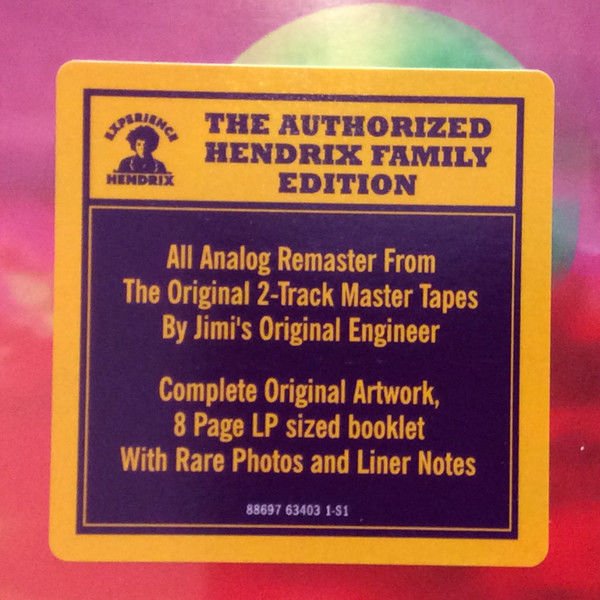 EXPERIENCE
HENDRIX
THE AUTHORIZED
HENDRIX FAMILY
EDITION
All Analog Remaster From
The Original 2-Track Master Tapes
By Jimi's Original Engineer
Complete Original Artwork,
8 Page LP sized booklet
With Rare Photos and Liner Notes
88697 63403 1-S1